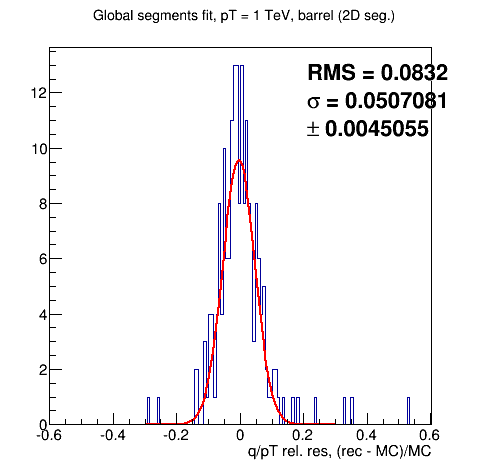 Global segments fit, pT = 1 TeV, barrel (2D seg.)
RMS = 0.0832
σ = 0.0507081
± 0.0045055
12
10
8
6
4
2
0
-0.6 -0.4 -0.2 0 0.2 0.4 0.6
q/pT rel. res, (rec - MC)/MC